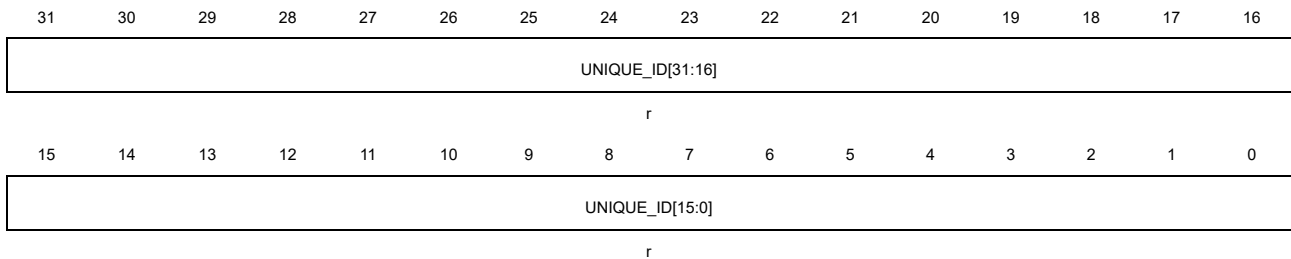 31 30 29 28 27 26 25 24 23 22 21 20 19 18 17 16
UNIQUE_ID[31:16]
r
15 14 13 12 11 10 9 8 7 6 5 4 3 2 1 0
UNIQUE_ID[15:0]
r